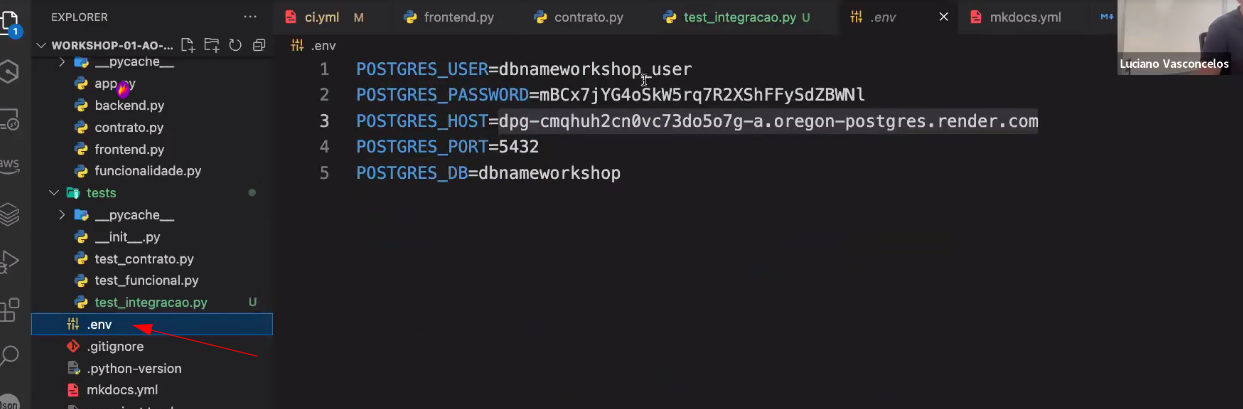 EXPLORER
WORKSHOP-01-AO-...
__pycache__
app.py
backend.py
contrato.py
frontend.py
funcionalidade.py
tests
__pycache__
__init__.py
test_contrato.py
test_funcional.py
test_integracao.py U
.env
.gitignore
.python-version
mkdocs.yml
1
aws
ci.yml M
frontend.py
contrato.py
test_integracao.py U
.env
mkdocs.yml
.env
1 POSTGRES_USER=dbnameworkshop_user
2 POSTGRES_PASSWORD=mBCx7jYG4oSkW5rq7R2XShFFySdZBWNl
3 POSTGRES_HOST=dpg-cmqhuh2cn0vc73do5o7g-a.oregon-postgres.render.com
4 POSTGRES_PORT=5432
5 POSTGRES_DB=dbnameworkshop
Luciano Vasconcelos